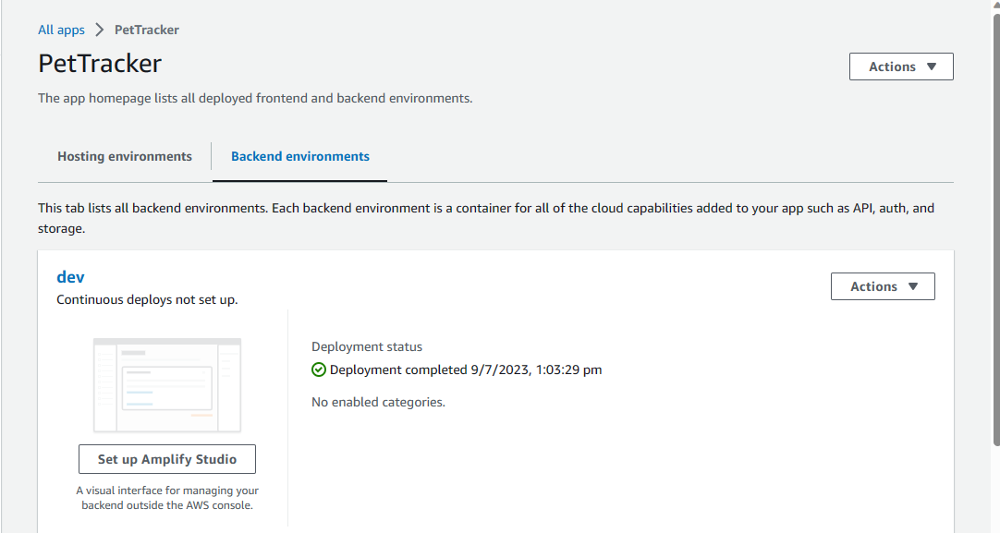 All apps > PetTracker
PetTracker
Actions ▼
The app homepage lists all deployed frontend and backend environments.
Hosting environments
Backend environments
This tab lists all backend environments. Each backend environment is a container for all of the cloud capabilities added to your app such as API, auth, and
storage.
dev
Actions ▼
Continuous deploys not set up.
Deployment status
Deployment completed 9/7/2023, 1:03:29 pm
No enabled categories.
Set up Amplify Studio
A visual interface for managing your
backend outside the AWS console.